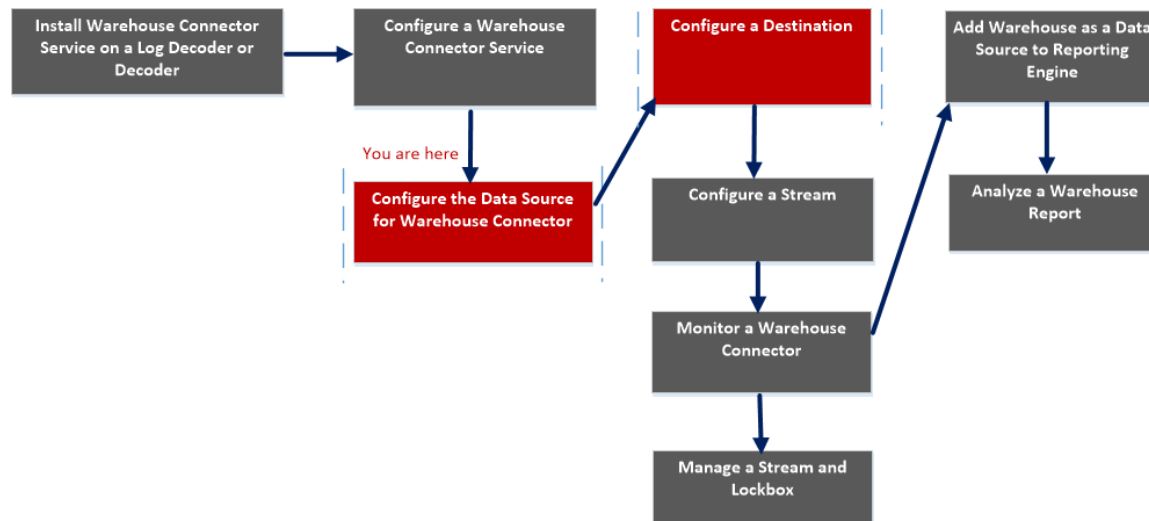 Install Warehouse Connector
Service on a Log Decoder or
Decoder
Configure a Warehouse
Connector Service
You are here
Configure the Data Source
for Warehouse Connector
Configure a Destination
Configure a Stream
Monitor a Warehouse
Connector
Manage a Stream and
Lockbox
Add Warehouse as a Data
Source to Reporting
Engine
Analyze a Warehouse
Report